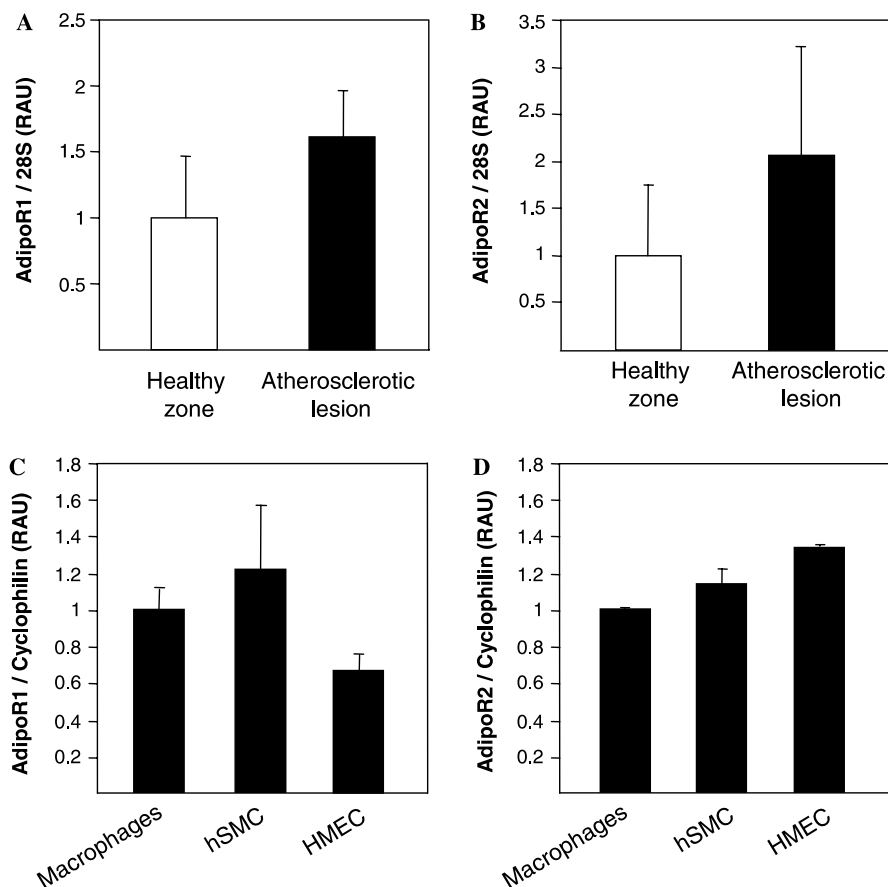 A
AdipoR1 / 28S (RAU)
2.5
2
1.5
1
0.5
Healthy
zone
Atherosclerotic
lesion
B
AdipoR2 / 28S (RAU)
3.5
3
2.5
2
1.5
1
0.5
Healthy
zone
Atherosclerotic
lesion
C
AdipoR1 / Cyclophilin (RAU)
1.8
1.6
1.4
1.2
1
0.8
0.6
0.4
0.2
Macrophages
hSMC
HMEC
D
AdipoR2 / Cyclophilin (RAU)
1.8
1.6
1.4
1.2
1
0.8
0.6
0.4
0.2
Macrophages
hSMC
HMEC